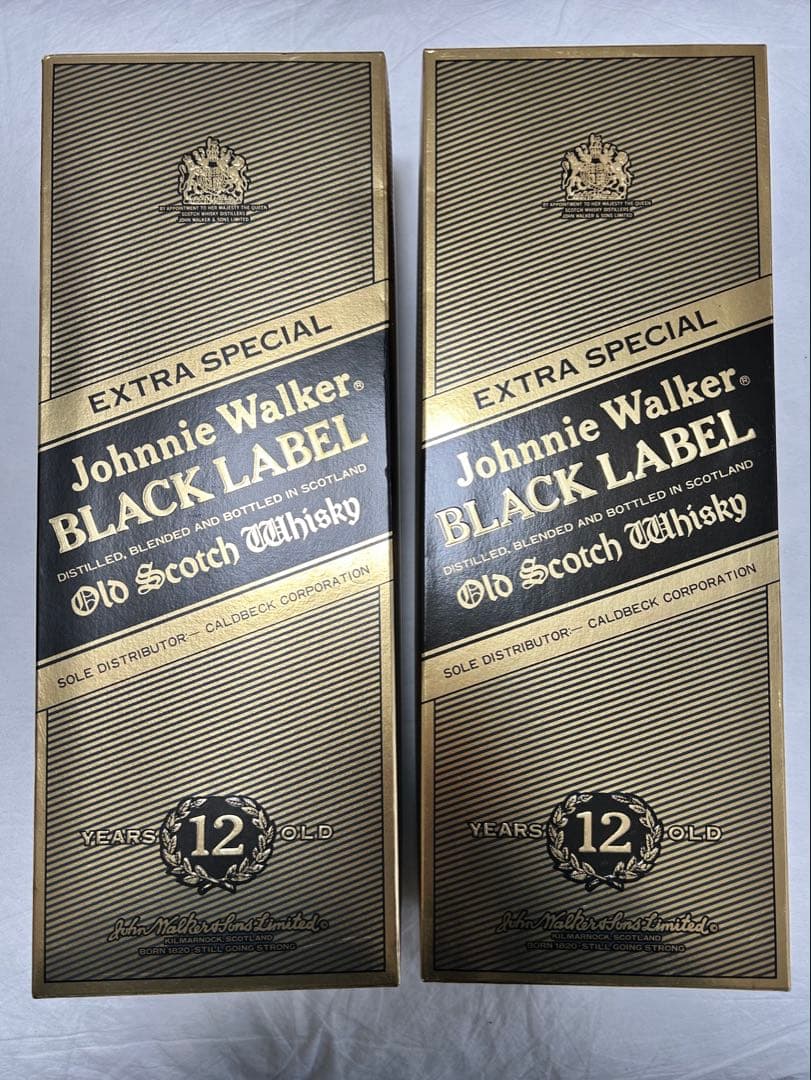 BY APPOINTMENT TO HER MAJESTY THE QUEEN
SCOTCH WHISKY DISTILLERS
JOHN WALKER & SONS LIMITED
EXTRA SPECIAL
Johnnie Walker®
BLACK LABEL
DISTILLED, BLENDED AND BOTTLED IN SCOTLAND
Old Scotch Whisky
SOLE DISTRIBUTOR:— CALDBECK CORPORATION
YEARS 12 OLD
John Walker & Sons Limited
KILMARNOCK, SCOTLAND
BORN 1820-STILL GOING STRONG
BY APPOINTMENT TO HER MAJESTY THE QUEEN
SCOTCH WHISKY DISTILLERS
JOHN WALKER & SONS LIMITED
EXTRA SPECIAL
Johnnie Walker®
BLACK LABEL
DISTILLED, BLENDED AND BOTTLED IN SCOTLAND
Old Scotch Whisky
SOLE DISTRIBUTOR:— CALDBECK CORPORATION
YEARS 12 OLD
John Walker & Sons Limited
KILMARNOCK, SCOTLAND
BORN 1820-STILL GOING STRONG